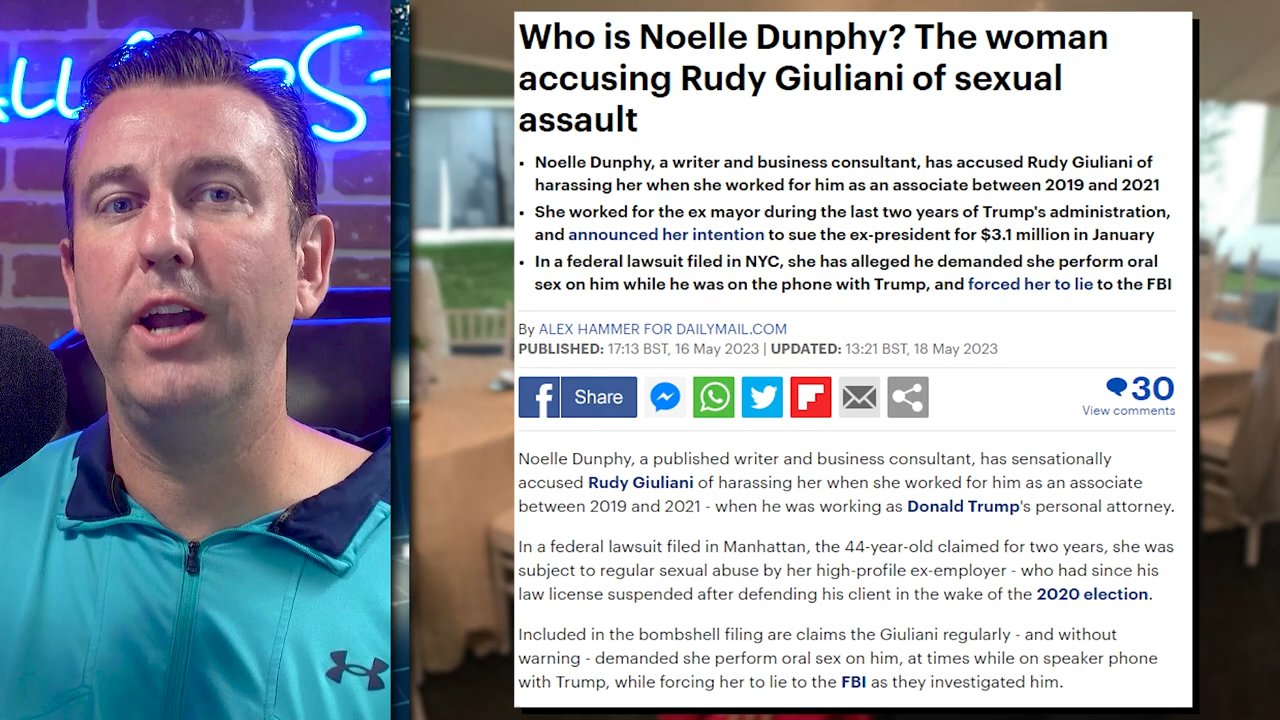 Who is Noelle Dunphy? The woman
accusing Rudy Giuliani of sexual
assault
• Noelle Dunphy, a writer and business consultant, has accused Rudy Giuliani of
harassing her when she worked for him as an associate between 2019 and 2021
• She worked for the ex mayor during the last two years of Trump's administration,
and announced her intention to sue the ex-president for $3.1 million in January
• In a federal lawsuit filed in NYC, she has alleged he demanded she perform oral
sex on him while he was on the phone with Trump, and forced her to lie to the FBI
By ALEX HAMMER FOR DAILYMAIL.COM
PUBLISHED: 17:13 BST, 16 May 2023 | UPDATED: 13:21 BST, 18 May 2023
f Share
30
View comments
Noelle Dunphy, a published writer and business consultant, has sensationally
accused Rudy Giuliani of harassing her when she worked for him as an associate
between 2019 and 2021 - when he was working as Donald Trump's personal attorney.
In a federal lawsuit filed in Manhattan, the 44-year-old claimed for two years, she was
subject to regular sexual abuse by her high-profile ex-employer - who had since his
law license suspended after defending his client in the wake of the 2020 election.
Included in the bombshell filing are claims the Giuliani regularly - and without
warning - demanded she perform oral sex on him, at times while on speaker phone
with Trump, while forcing her to lie to the FBI as they investigated him.